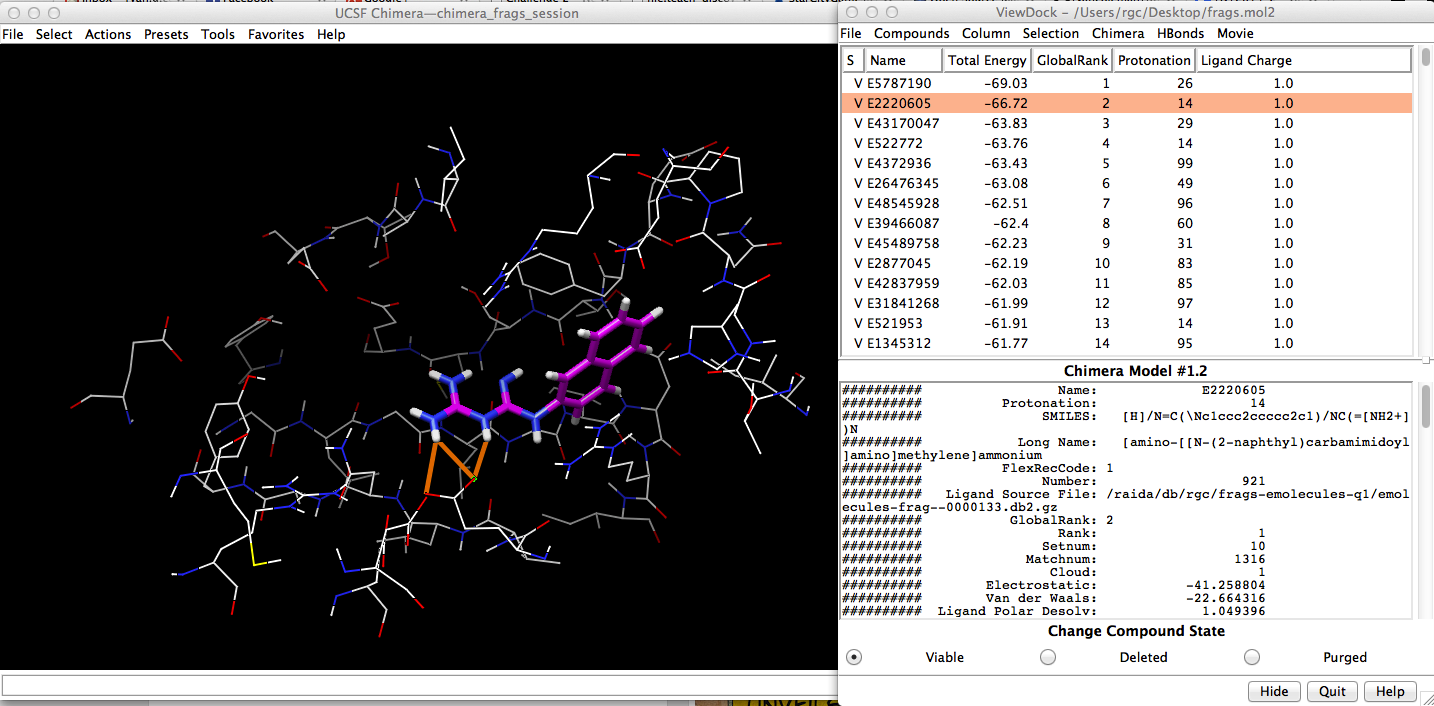 UCSF Chimera—chimera_frags_session
File Select Actions Presets Tools Favorites Help
ViewDock - /Users/rgc/Desktop/frags.mol2
File Compounds Column Selection Chimera HBonds Movie
S Name Total Energy GlobalRank Protonation Ligand Charge
V E5787190 -69.03 1 26 1.0
V E2220605 -66.72 2 14 1.0
V E43170047 -63.83 3 29 1.0
V E522772 -63.76 4 14 1.0
V E4372936 -63.43 5 99 1.0
V E26476345 -63.08 6 49 1.0
V E48545928 -62.51 7 96 1.0
V E39466087 -62.4 8 60 1.0
V E45489758 -62.23 9 31 1.0
V E2877045 -62.19 10 83 1.0
V E42837959 -62.03 11 85 1.0
V E31841268 -61.99 12 97 1.0
V E521953 -61.91 13 14 1.0
V E1345312 -61.77 14 95 1.0
Chimera Model #1.2
########## Name: E2220605
########## Protonation: 14
########## SMILES: [H]/N=C(\Nc1ccc2ccccc2c1)/NC(=[NH2+]
)N
########## Long Name: [amino-[[N-(2-naphthyl)carbamimidoyl
]amino]methylene]ammonium
########## FlexRecCode: 1
########## Number: 921
########## Ligand Source File: /raida/db/rgc/frags-emolecules-q1/emol
ecules-frag--0000133.db2.gz
########## GlobalRank: 2
########## Rank: 1
########## Setnum: 10
########## Matchnum: 1316
########## Cloud: 1
########## Electrostatic: -41.258804
########## Van der Waals: -22.664316
########## Ligand Polar Desolv: 1.049396
Change Compound State
Viable Deleted Purged
Hide Quit Help